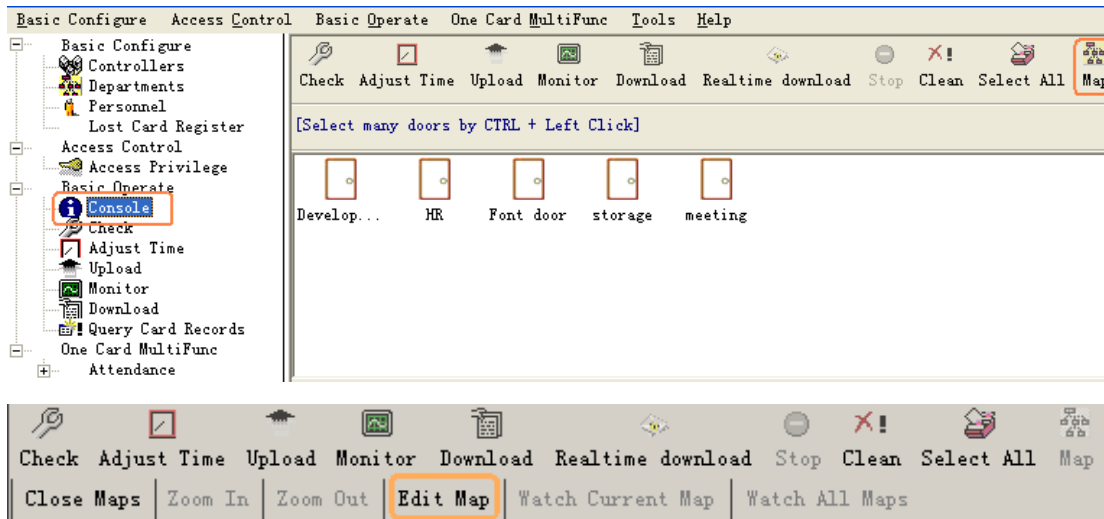 Basic Configure Access Control Basic Operate One Card MultiFunc Tools Help
Basic Configure
Controllers
Departments
Personnel
Lost Card Register
Access Control
Access Privilege
Basic Operate
Console
Check
Adjust Time
Upload
Monitor
Download
Query Card Records
One Card MultiFunc
Attendance
Check Adjust Time Upload Monitor Download Realtime download Stop Clean Select All Map
[Select many doors by CTRL + Left Click]
Develop... HR Font door storage meeting
Check Adjust Time Upload Monitor Download Realtime download Stop Clean Select All Map
Close Maps Zoom In Zoom Out Edit Map Watch Current Map Watch All Maps